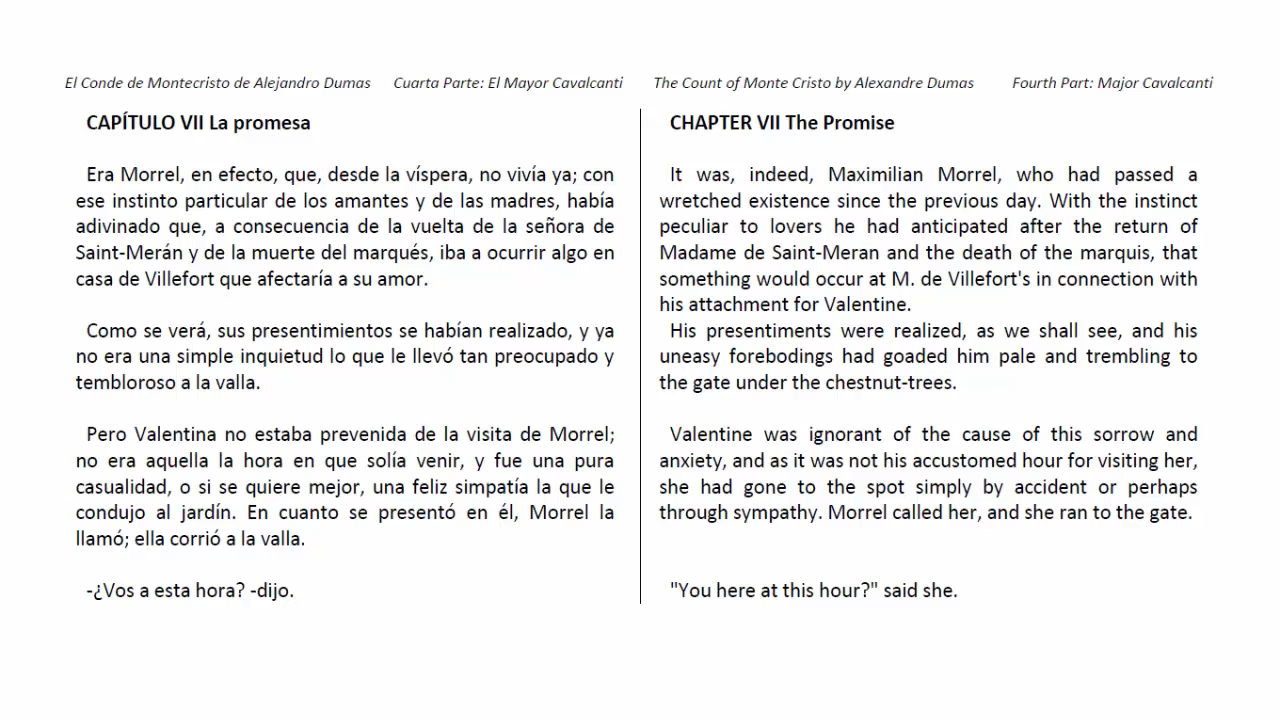 El Conde de Montecristo de Alejandro Dumas Cuarta Parte: El Mayor Cavalcanti
CAPÍTULO VII La promesa
Era Morrel, en efecto, que, desde la víspera, no vivía ya; con
ese instinto particular de los amantes y de las madres, había
adivinado que, a consecuencia de la vuelta de la señora de
Saint-Merán y de la muerte del marqués, iba a ocurrir algo en
casa de Villefort que afectaría a su amor.
Como se verá, sus presentimientos se habían realizado, y ya
no era una simple inquietud lo que le llevó tan preocupado y
tembloroso a la valla.
Pero Valentina no estaba prevenida de la visita de Morrel;
no era aquella la hora en que solía venir, y fue una pura
casualidad, o si se quiere mejor, una feliz simpatía la que le
condujo al jardín. En cuanto se presentó en él, Morrel la
llamó; ella corrió a la valla.
-¿Vos a esta hora? -dijo.
The Count of Monte Cristo by Alexandre Dumas Fourth Part: Major Cavalcanti
CHAPTER VII The Promise
It was, indeed, Maximilian Morrel, who had passed a
wretched existence since the previous day. With the instinct
peculiar to lovers he had anticipated after the return of
Madame de Saint-Meran and the death of the marquis, that
something would occur at M. de Villefort's in connection with
his attachment for Valentine.
His presentiments were realized, as we shall see, and his
uneasy forebodings had goaded him pale and trembling to
the gate under the chestnut-trees.
Valentine was ignorant of the cause of this sorrow and
anxiety, and as it was not his accustomed hour for visiting her,
she had gone to the spot simply by accident or perhaps
through sympathy. Morrel called her, and she ran to the gate.
"You here at this hour?" said she.